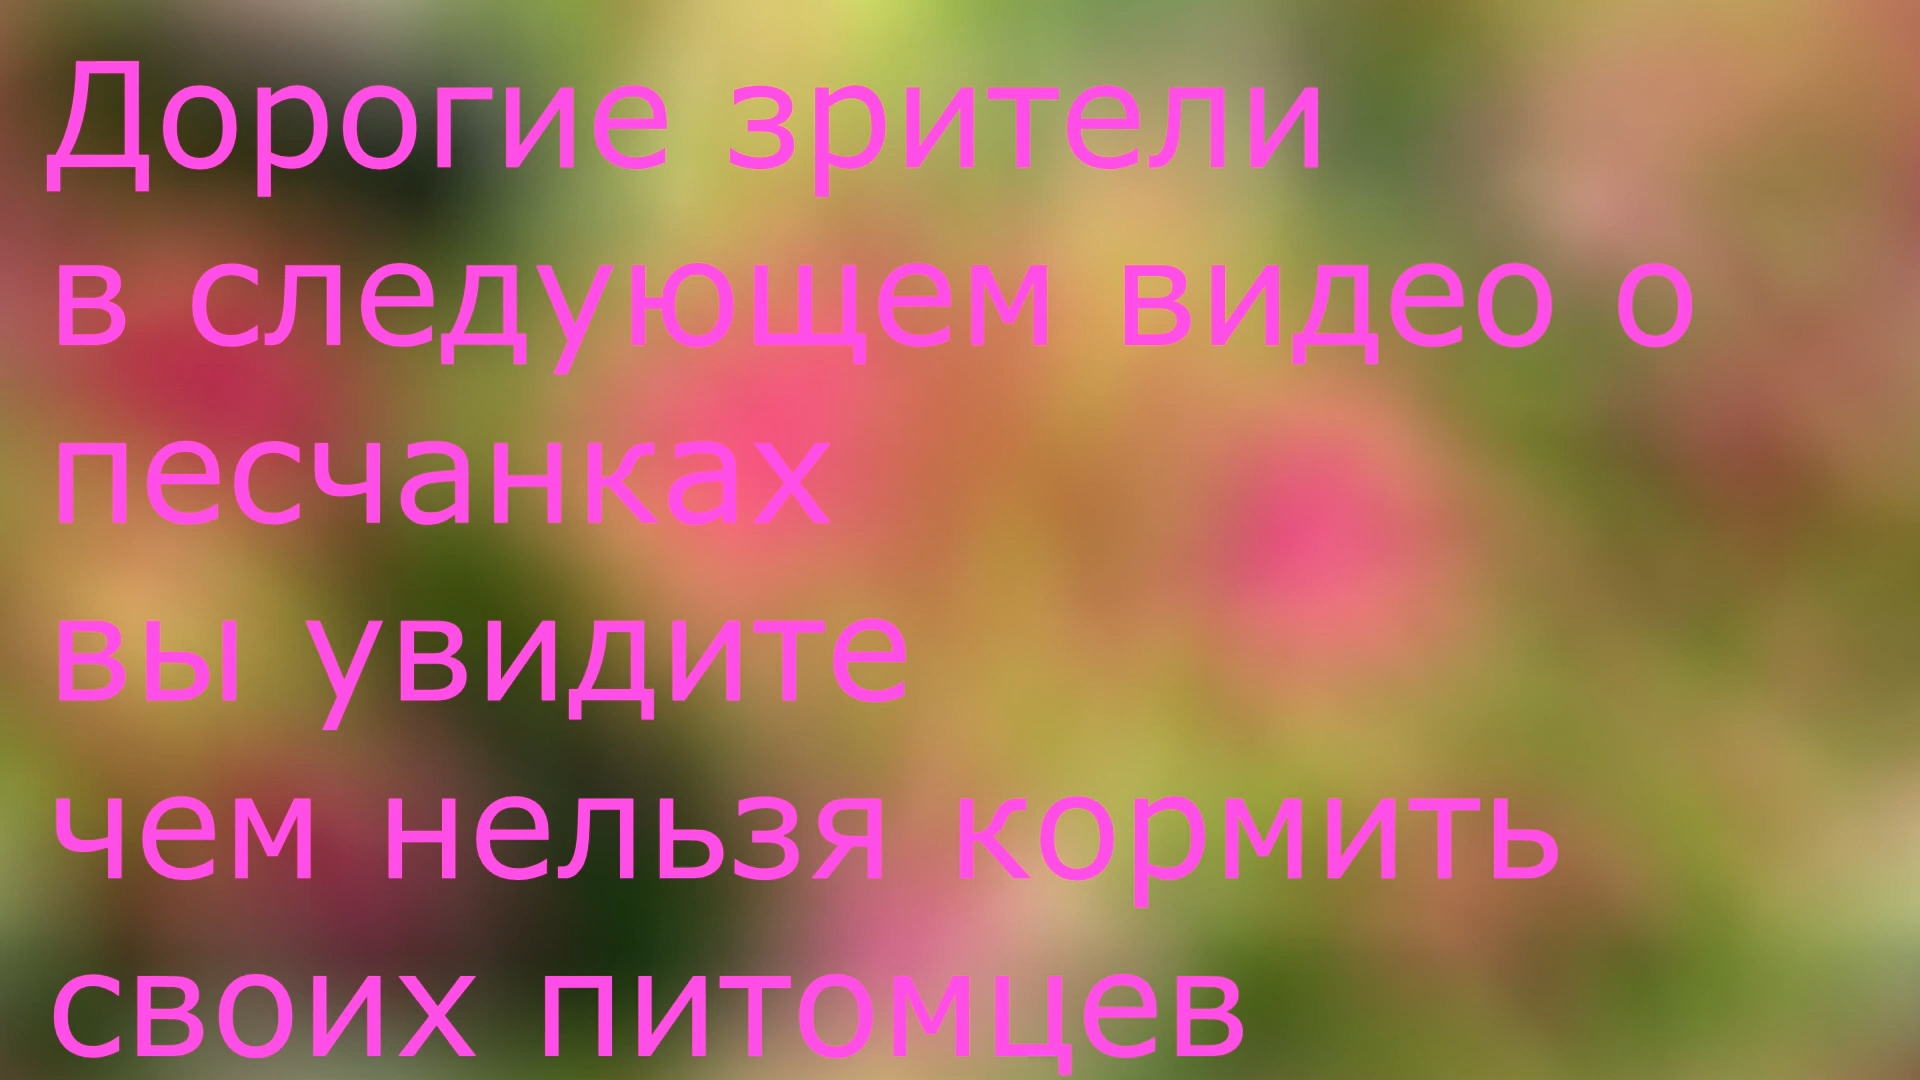 Дорогие зрители
в следующем видео о
песчанках
вы увидите
чем нельзя кормить
своих питомцев